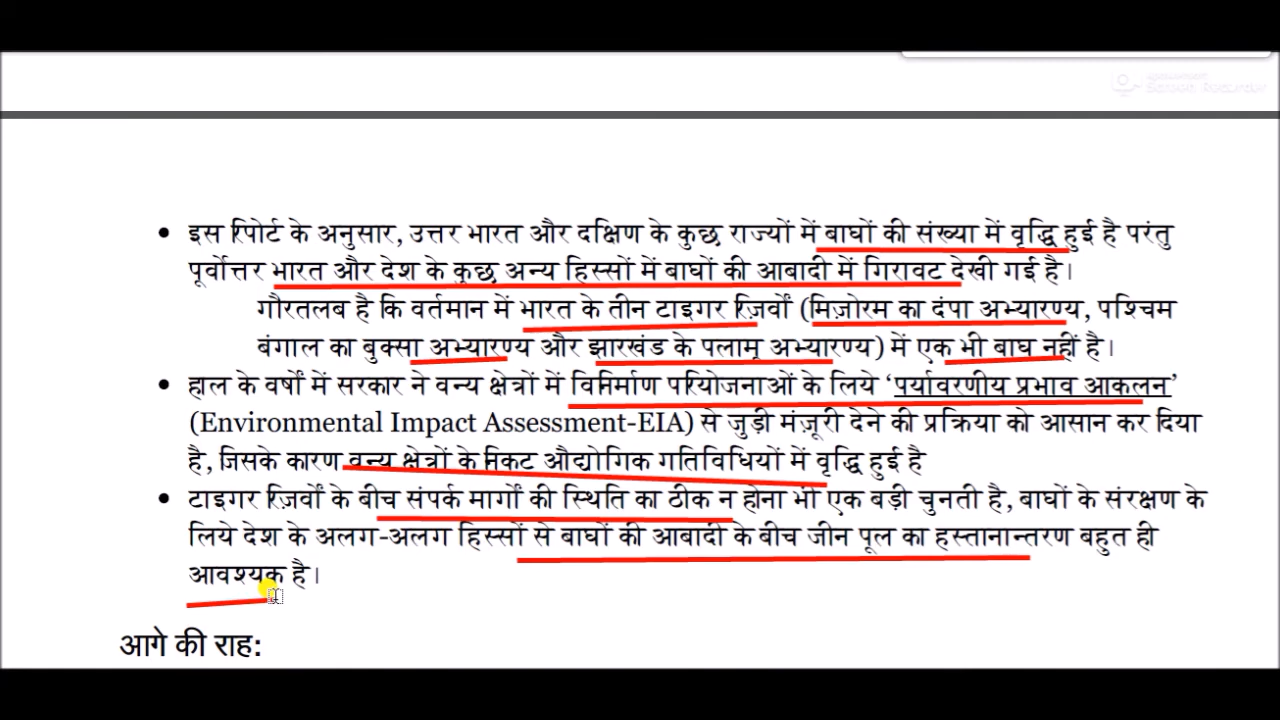 Screen Recorder
• इस रिपोर्ट के अनुसार, उत्तर भारत और दक्षिण के कुछ राज्यों में बाघों की संख्या में वृद्धि हुई है परंतु
पूर्वोत्तर भारत और देश के कुछ अन्य हिस्सों में बाघों की आबादी में गिरावट देखी गई है।
गौरतलब है कि वर्तमान में भारत के तीन टाइगर रिज़र्वों (मिज़ोरम का दंपा अभ्यारण्य, पश्चिम
बंगाल का बुक्सा अभ्यारण्य और झारखंड के पलामू अभ्यारण्य) में एक भी बाघ नहीं है।
• हाल के वर्षों में सरकार ने वन्य क्षेत्रों में विनिर्माण परियोजनाओं के लिये ‘पर्यावरणीय प्रभाव आकलन’
(Environmental Impact Assessment-EIA) से जुड़ी मंज़ूरी देने की प्रक्रिया को आसान कर दिया
है, जिसके कारण वन्य क्षेत्रों के निकट औद्योगिक गतिविधियों में वृद्धि हुई है
• टाइगर रिज़र्वों के बीच संपर्क मार्गों की स्थिति का ठीक न होना भी एक बड़ी चुनती है, बाघों के संरक्षण के
लिये देश के अलग-अलग हिस्सों से बाघों की आबादी के बीच जीन पूल का हस्तानान्तरण बहुत ही
आवश्यक है।
आगे की राह: